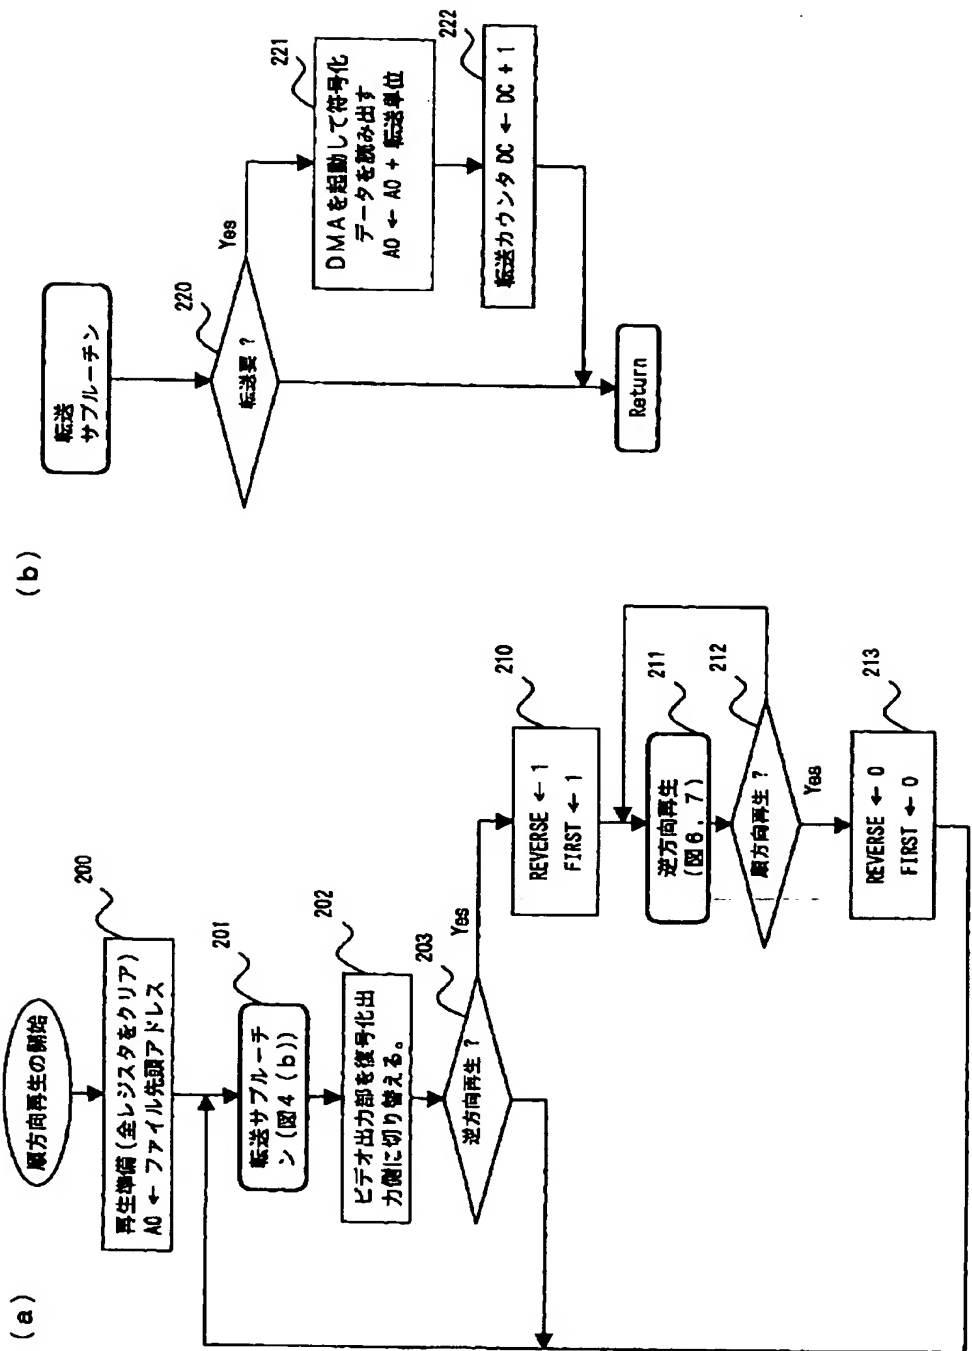 (a)
順方向再生の開始
200
再生準備(全レジスタをクリア)
A0 ← ファイル先頭アドレス
201
転送サブルーチ
ン(図4(b))
202
ビデオ出力部を復号化出
力側に切り替える。
203
逆方向再生?
Yes
210
REVERSE ← 1
FIRST ← 1
211
逆方向再生
(図6,7)
212
順方向再生?
Yes
213
REVERSE ← 0
FIRST ← 0
(b)
転送
サブルーチン
220
転送要?
Yes
221
DMAを起動して符号化
データを読み出す
A0 ← A0 + 転送単位
222
転送カウンタDC ← DC + 1
Return